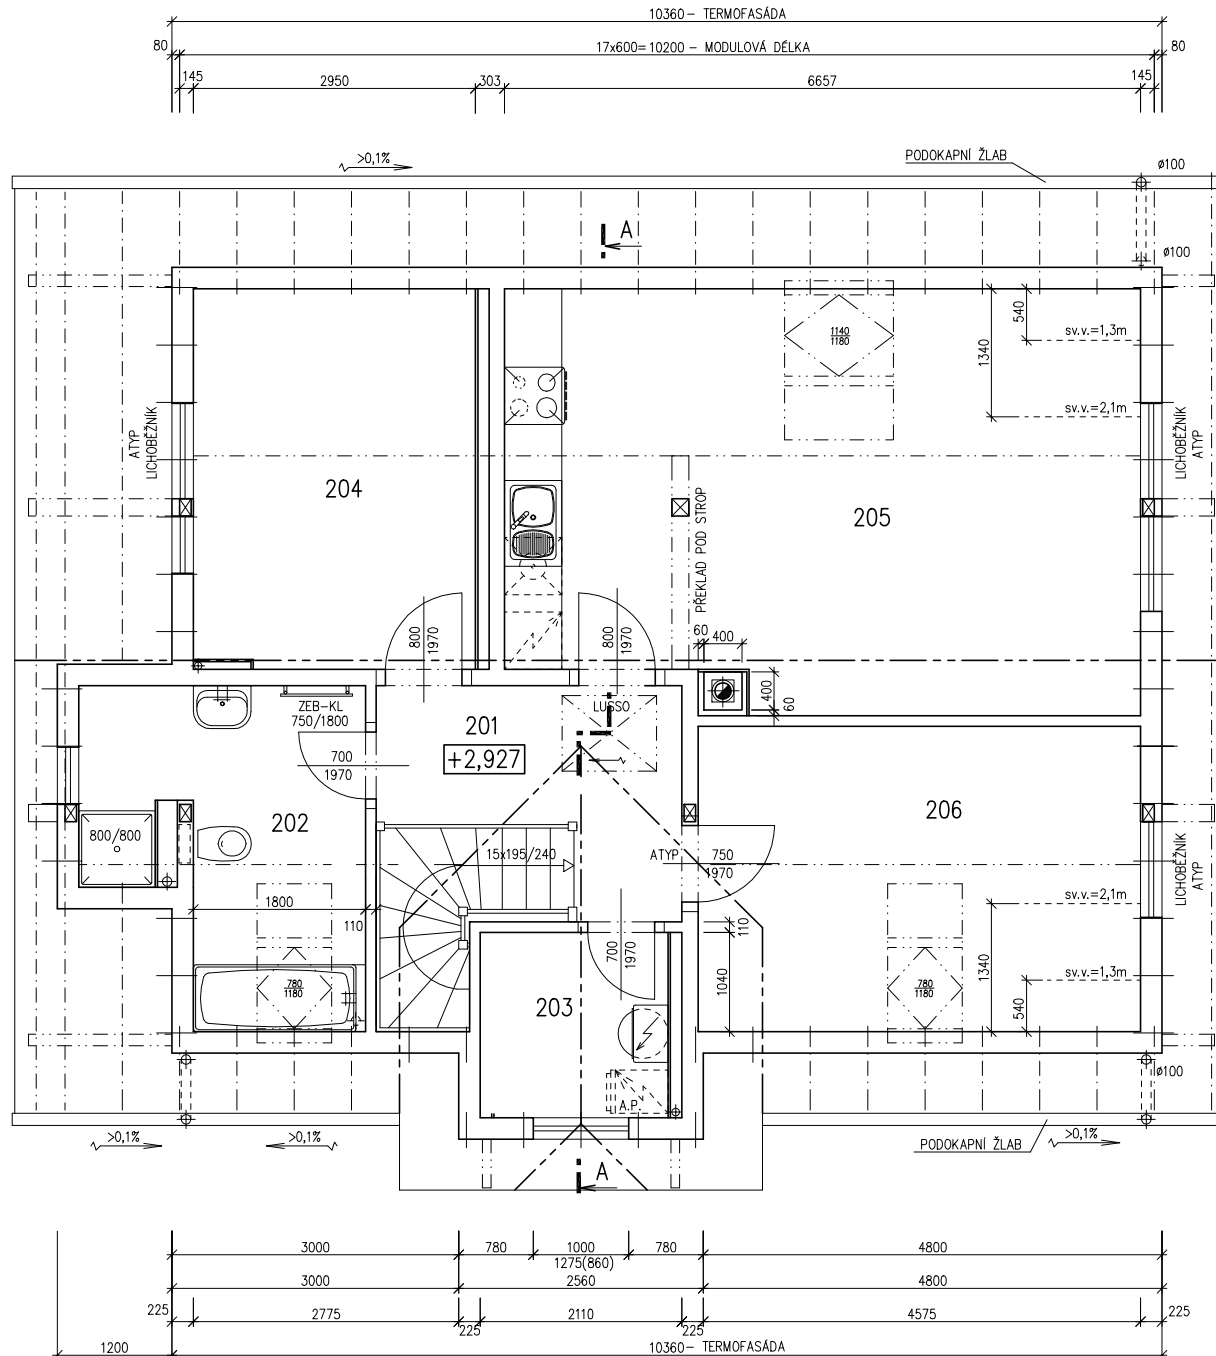 10360- TERMOFASÁDA
80
17x600=10200 - MODULOVÁ DÉLKA
80
145
2950
303
6657
145
>0,1%
PODOKAPNÍ ŽLAB
ø100
A
ø100
1140
1180
540
sv.v.=1,3m
1340
sv.v.=2,1m
ATYP
LICHOBĚŽNÍK
LICHOBĚŽNÍK
ATYP
204
205
PŘEKLAD POD STROP
800
1970
800
1970
60
400
400
60
ZEB-KL
750/1800
201
+2,927
LUSSO
700
1970
202
800/800
206
15x195/240
ATYP
750
1970
LICHOBĚŽNÍK
ATYP
1800
110
700
1970
110
1040
sv.v.=2,1m
1340
sv.v.=1,3m
540
780
1180
780
1180
203
A.P.
ø100
>0,1%
>0,1%
PODOKAPNÍ ŽLAB
>0,1%
A
3000
780
1000
780
4800
1275(860)
3000
2560
4800
225
2775
225
2110
225
4575
225
1200
10360- TERMOFASÁDA